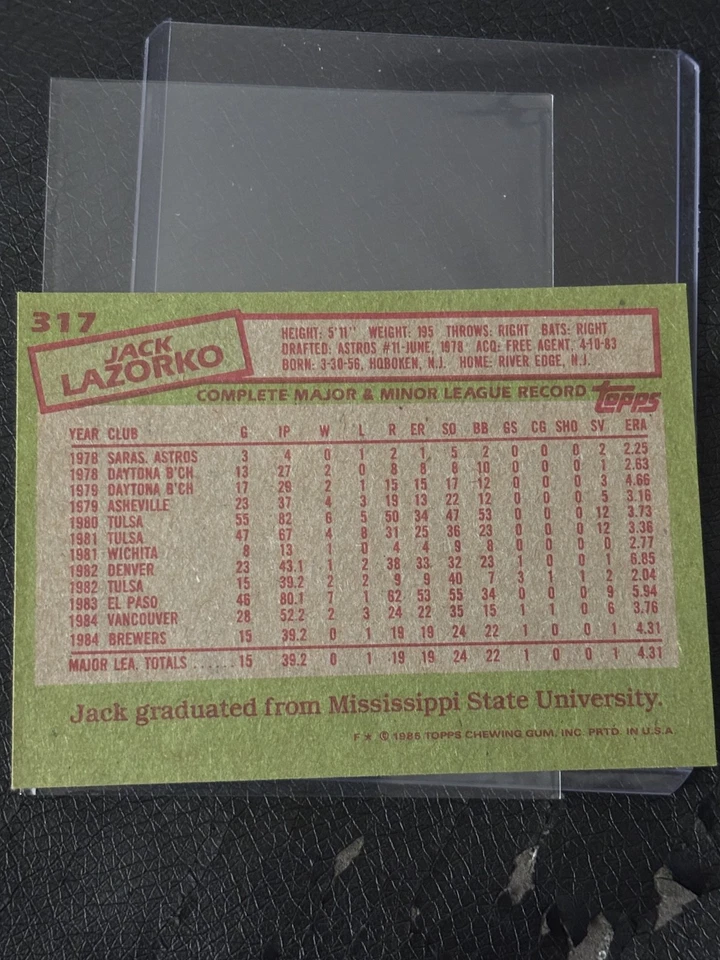 317
JACK
LAZORKO
HEIGHT: 5'11" WEIGHT: 195 THROWS: RIGHT BATS: RIGHT
DRAFTED: ASTROS #11-JUNE, 1978 ACQ: FREE AGENT, 4-10-83
BORN: 3-30-56, HOBOKEN, N.J. HOME: RIVER EDGE, N.J.
COMPLETE MAJOR & MINOR LEAGUE RECORD topps
YEAR CLUB G IP W L R ER SO BB GS CG SHO SV ERA
1978 SARAS. ASTROS 3 4 0 1 2 1 5 2 0 0 0 2 2.25
1978 DAYTONA B'CH 13 27 2 0 8 8 8 10 0 0 0 1 2.63
1979 DAYTONA B'CH 17 29 2 1 15 15 17 12 0 0 0 3 4.66
1979 ASHEVILLE 23 37 4 3 19 13 22 12 0 0 0 5 3.16
1980 TULSA 55 82 6 5 50 34 47 53 0 0 0 12 3.73
1981 TULSA 47 67 4 8 31 25 36 23 0 0 0 12 3.36
1981 WICHITA 8 13 1 0 4 4 9 8 0 0 0 0 2.77
1982 DENVER 23 43.1 1 2 38 33 32 23 1 0 0 0 6.85
1982 TULSA 15 39.2 2 2 9 9 40 7 3 1 1 2 2.04
1983 EL PASO 46 80.1 7 1 62 53 55 34 0 0 0 9 5.94
1984 VANCOUVER 28 52.2 2 3 24 22 35 15 1 1 0 6 3.76
1984 BREWERS 15 39.2 0 1 19 19 24 22 1 0 0 1 4.31
MAJOR LEA. TOTALS ...... 15 39.2 0 1 19 19 24 22 1 0 0 1 4.31
Jack graduated from Mississippi State University.
F★ © 1985 TOPPS CHEWING GUM, INC. PRTD. IN U.S.A.